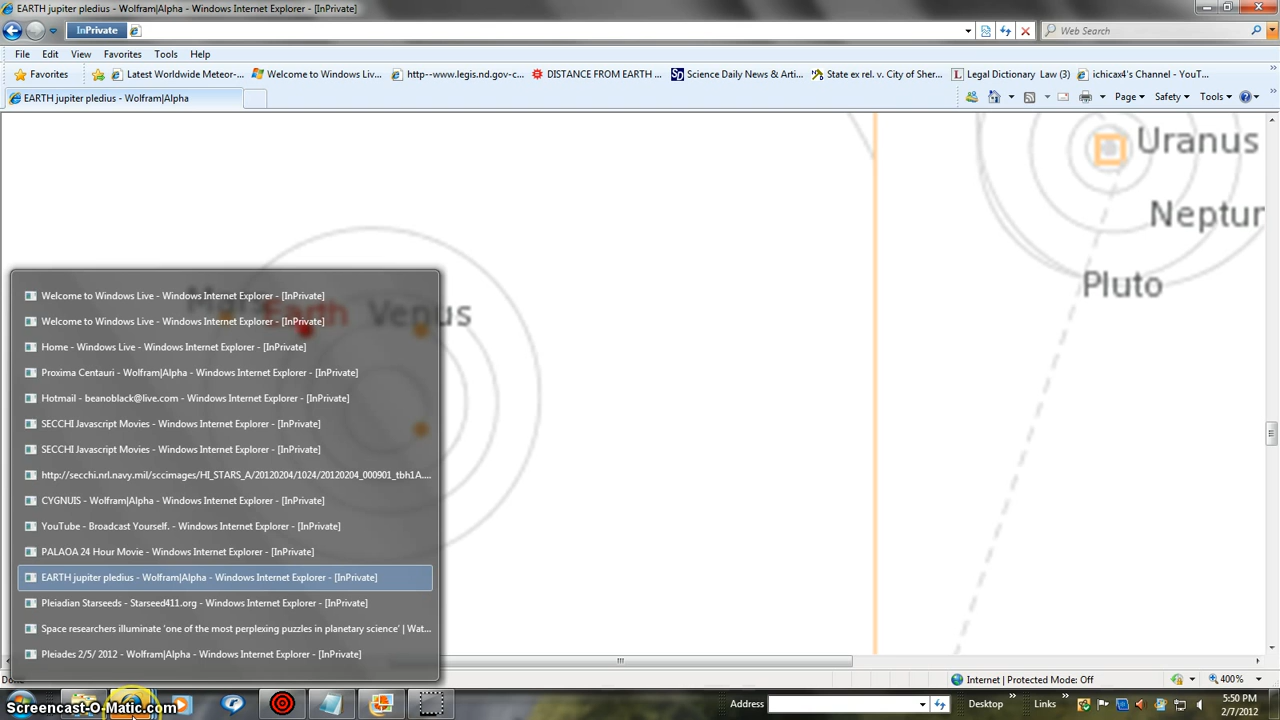 EARTH jupiter pledius - Wolfram|Alpha - Windows Internet Explorer - [InPrivate]
InPrivate
Web Search
File Edit View Favorites Tools Help
Favorites Latest Worldwide Meteor-... Welcome to Windows Liv... http--www.legis.nd.gov-c... DISTANCE FROM EARTH ... Science Daily News & Arti... State ex rel. v. City of Sher... Legal Dictionary Law (3) ichicax4's Channel - YouT...
EARTH jupiter pledius - Wolfram|Alpha
Page Safety Tools
Uranus
Neptun
Pluto
Mars Earth Venus
Welcome to Windows Live - Windows Internet Explorer - [InPrivate]
Welcome to Windows Live - Windows Internet Explorer - [InPrivate]
Home - Windows Live - Windows Internet Explorer - [InPrivate]
Proxima Centauri - Wolfram|Alpha - Windows Internet Explorer - [InPrivate]
Hotmail - beanoblack@live.com - Windows Internet Explorer - [InPrivate]
SECCHI Javascript Movies - Windows Internet Explorer - [InPrivate]
SECCHI Javascript Movies - Windows Internet Explorer - [InPrivate]
http://secchi.nrl.navy.mil/sccimages/HI_STARS_A/20120204/1024/20120204_000901_tbh1A....
CYGNUIS - Wolfram|Alpha - Windows Internet Explorer - [InPrivate]
YouTube - Broadcast Yourself. - Windows Internet Explorer - [InPrivate]
PALAOA 24 Hour Movie - Windows Internet Explorer - [InPrivate]
EARTH jupiter pledius - Wolfram|Alpha - Windows Internet Explorer - [InPrivate]
Pleiadian Starseeds - Starseed411.org - Windows Internet Explorer - [InPrivate]
Space researchers illuminate 'one of the most perplexing puzzles in planetary science' | Wat...
Pleiades 2/5/ 2012 - Wolfram|Alpha - Windows Internet Explorer - [InPrivate]
Internet | Protected Mode: Off 400%
Screencast-O-Matic.com
Address Desktop Links 5:50 PM
2/7/2012